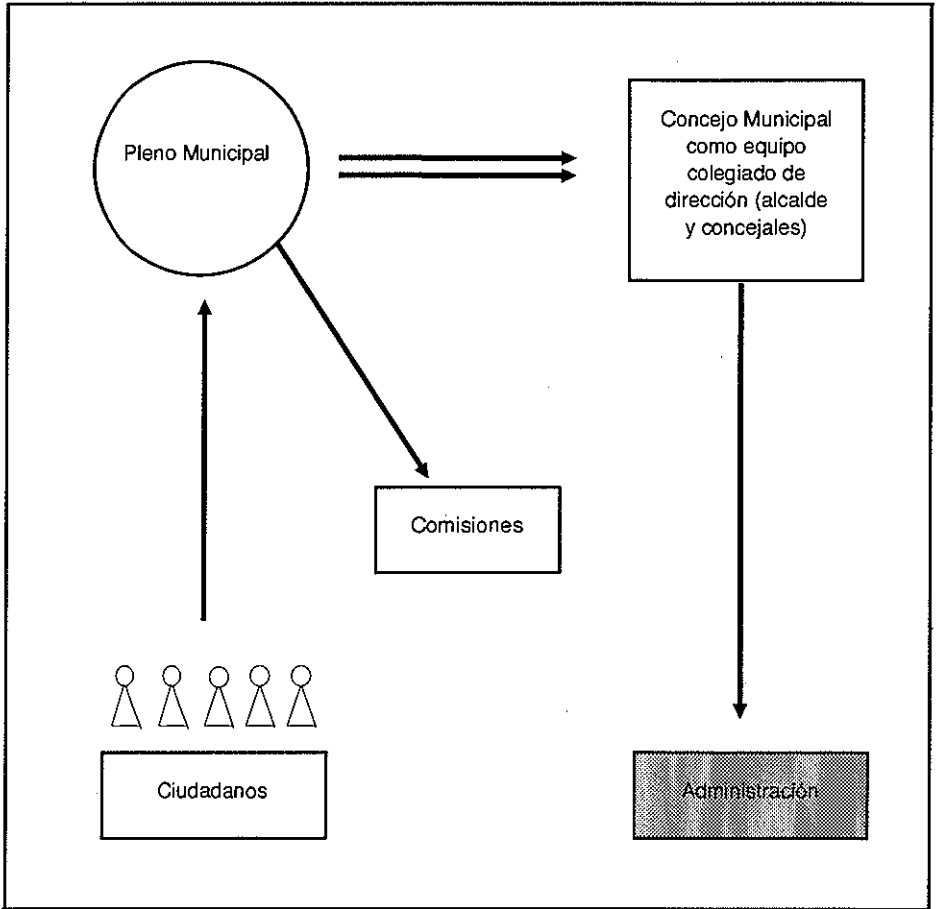 Pleno Municipal
Concejo Municipal
como equipo
colegiado de
dirección (alcalde
y concejales)
Comisiones
Ciudadanos
Administración